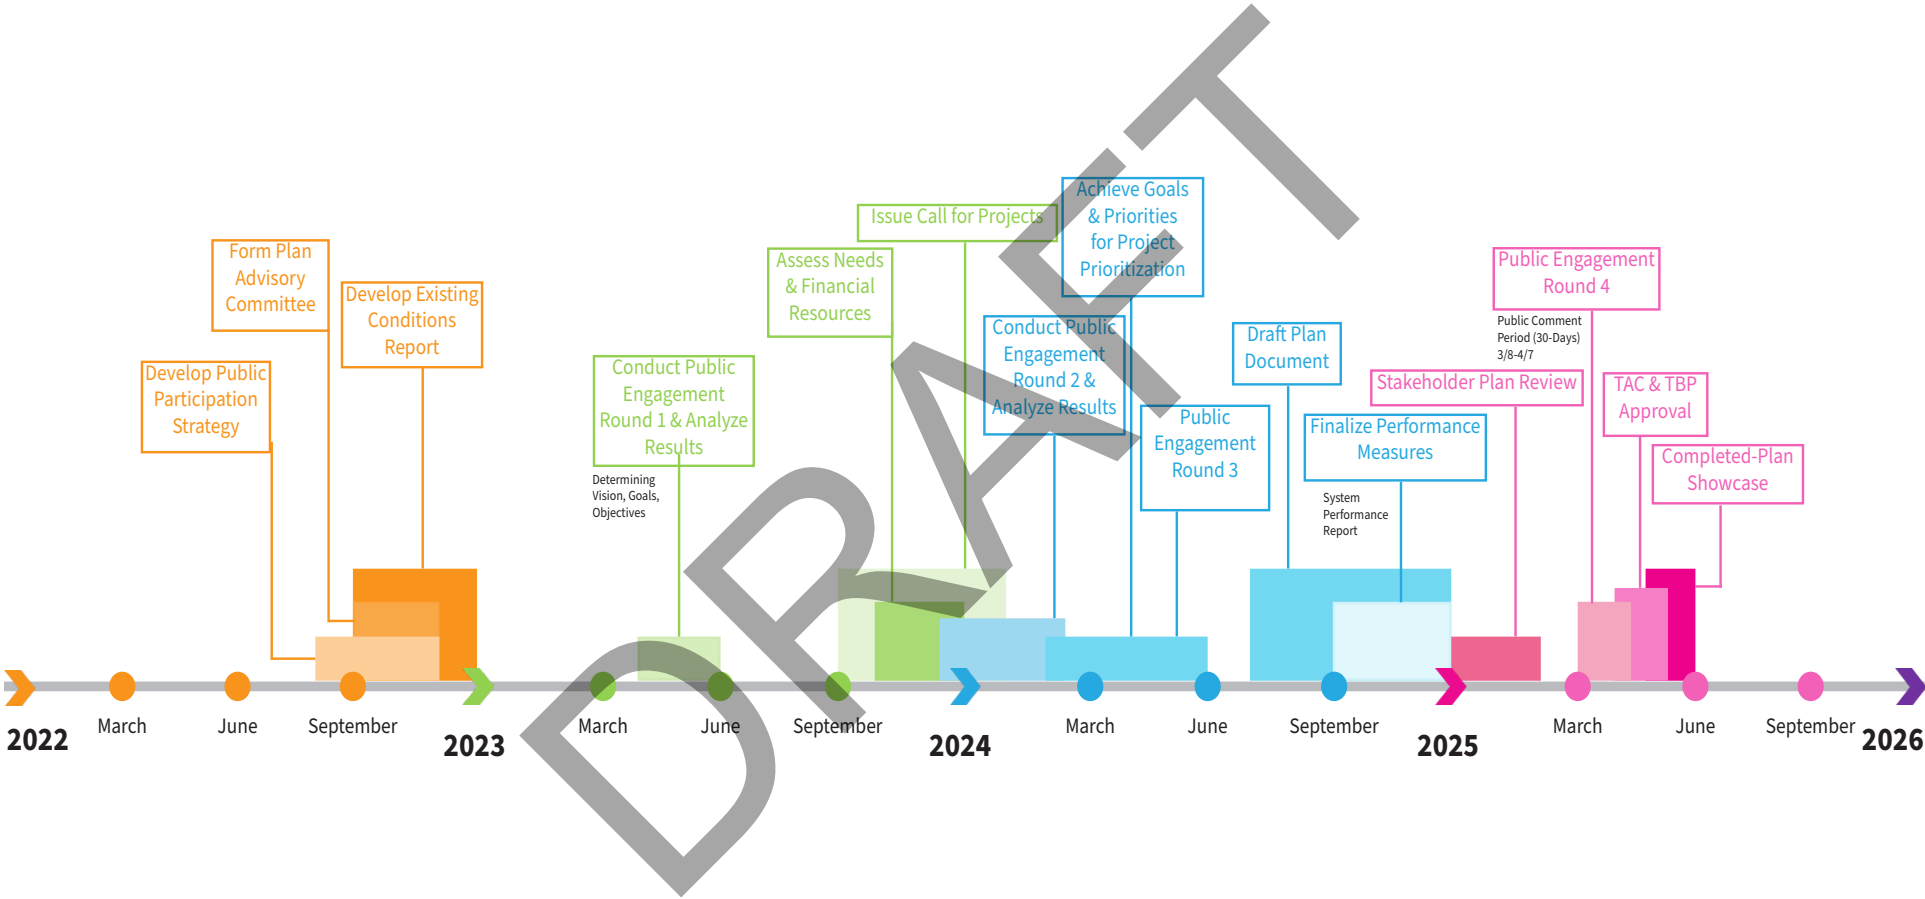 Form Plan
Advisory
Committee
Develop Existing
Conditions
Report
Develop Public
Participation
Strategy
Conduct Public
Engagement
Round 1 & Analyze
Results
Determining
Vision, Goals,
Objectives
Assess Needs
& Financial
Resources
Issue Call for Projects
Achieve Goals
& Priorities
for Project
Prioritization
Conduct Public
Engagement
Round 2 &
Analyze Results
Public
Engagement
Round 3
Draft Plan
Document
Finalize Performance
Measures
System
Performance
Report
Stakeholder Plan Review
Public Engagement
Round 4
Public Comment
Period (30-Days)
3/8-4/7
TAC & TBP
Approval
Completed-Plan
Showcase
DRAFT
2022
March
June
September
2023
March
June
September
2024
March
June
September
2025
March
June
September
2026